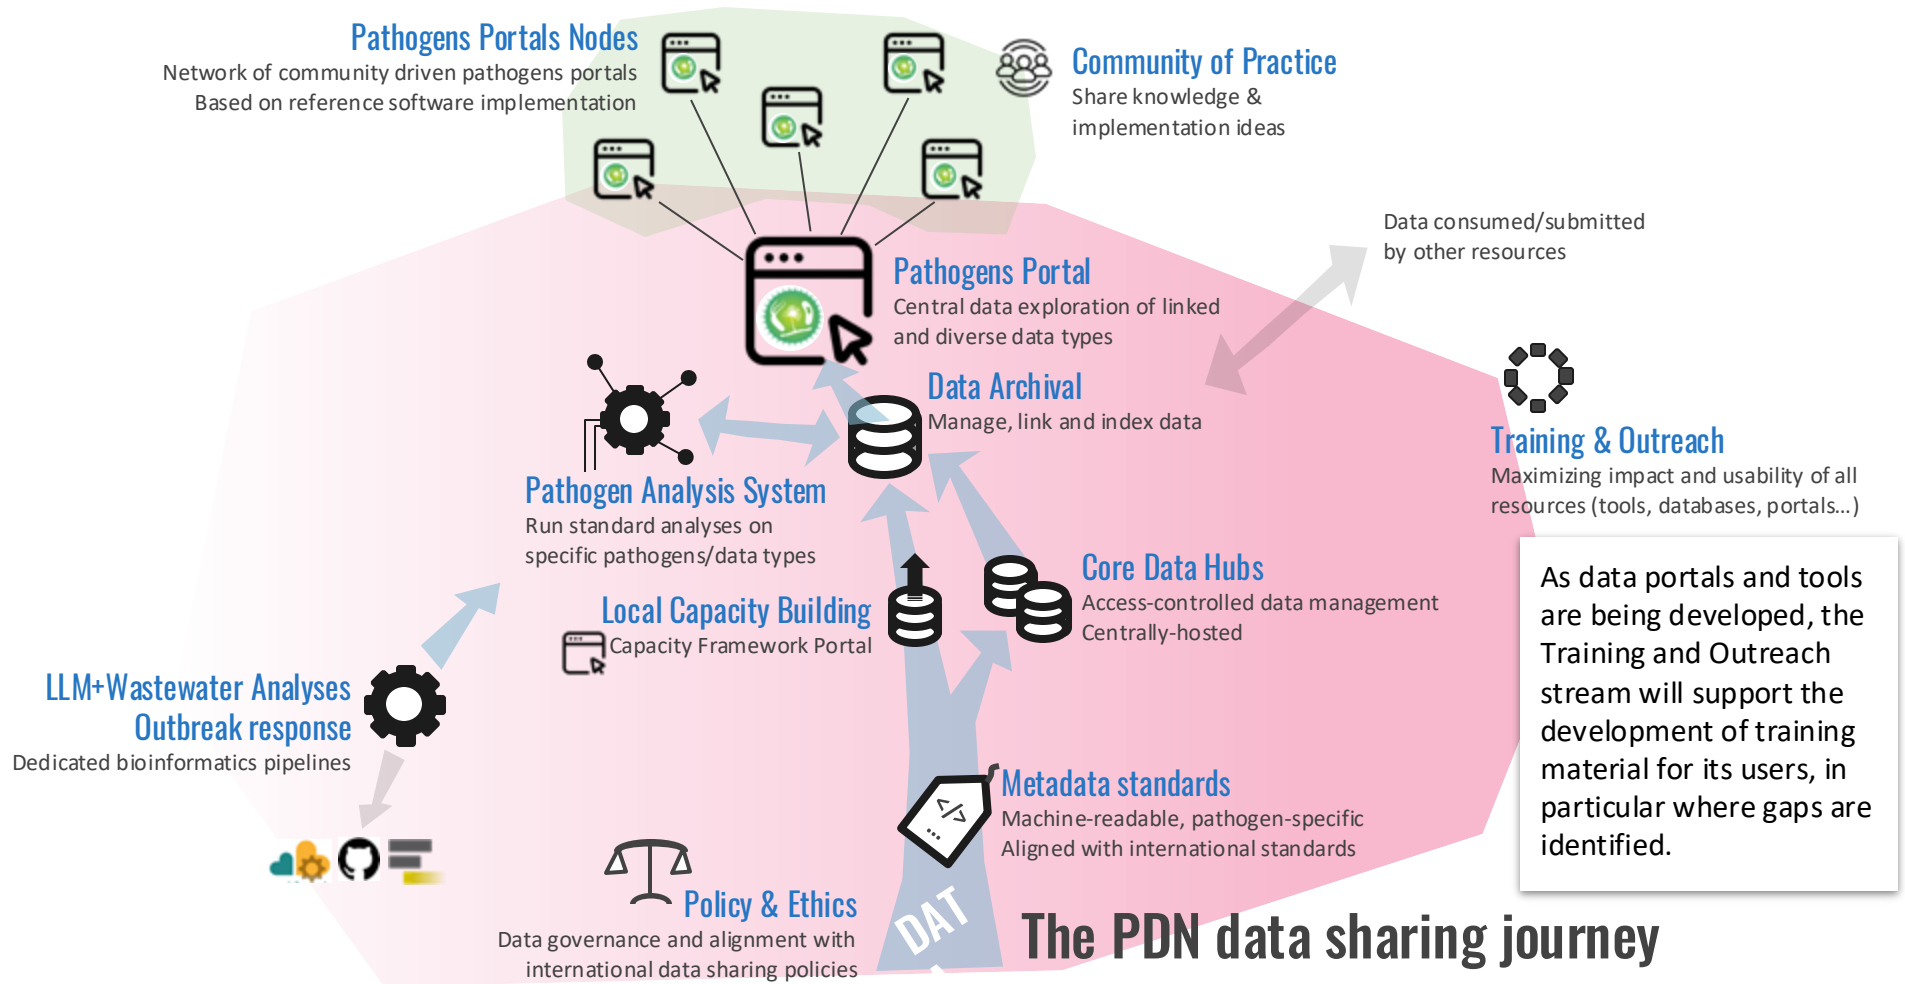 Pathogens Portals Nodes
Network of community driven pathogens portals
Based on reference software implementation
Community of Practice
Share knowledge &
implementation ideas
Data consumed/submitted
by other resources
Pathogens Portal
Central data exploration of linked
and diverse data types
Data Archival
Manage, link and index data
Training & Outreach
Maximizing impact and usability of all
resources (tools, databases, portals...)
Pathogen Analysis System
Run standard analyses on
specific pathogens/data types
As data portals and tools
are being developed, the
Training and Outreach
stream will support the
development of training
material for its users, in
particular where gaps are
identified.
Core Data Hubs
Access-controlled data management
Centrally-hosted
Local Capacity Building
Capacity Framework Portal
LLM+Wastewater Analyses
Outbreak response
Dedicated bioinformatics pipelines
Metadata standards
Machine-readable, pathogen-specific
Aligned with international standards
</>
...
Policy & Ethics
Data governance and alignment with
international data sharing policies
DAT
The PDN data sharing journey